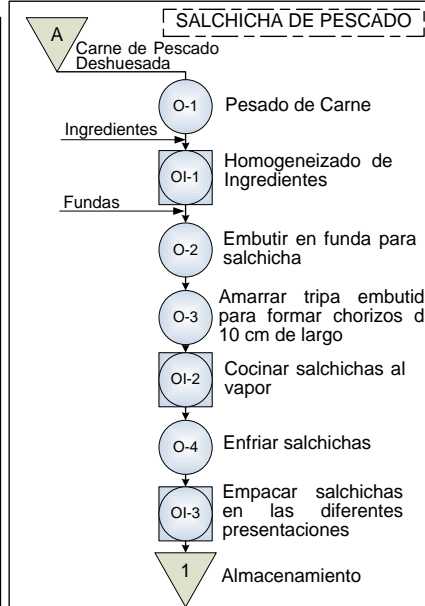 SALCHICHA DE PESCADO
A
Carne de Pescado
Deshuesada
O-1
Pesado de Carne
Ingredientes
OI-1
Homogeneizado de
Ingredientes
Fundas
O-2
Embutir en funda para
salchicha
O-3
Amarrar tripa embutid
para formar chorizos d
10 cm de largo
OI-2
Cocinar salchichas al
vapor
O-4
Enfriar salchichas
OI-3
Empacar salchichas
en las diferentes
presentaciones
1
Almacenamiento